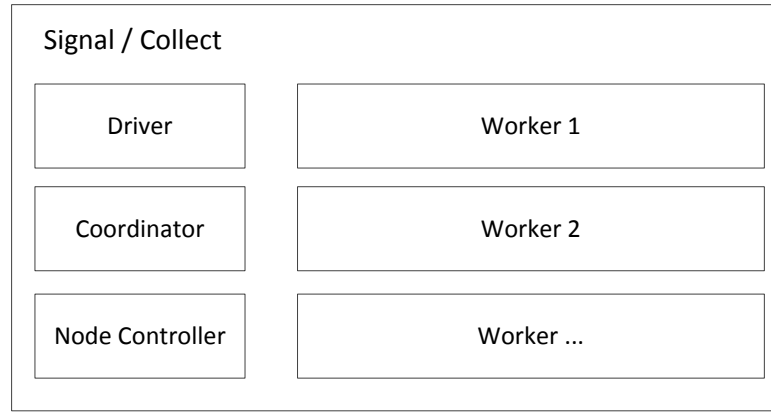 Signal / Collect
Driver
Worker 1
Coordinator
Worker 2
Node Controller
Worker ...